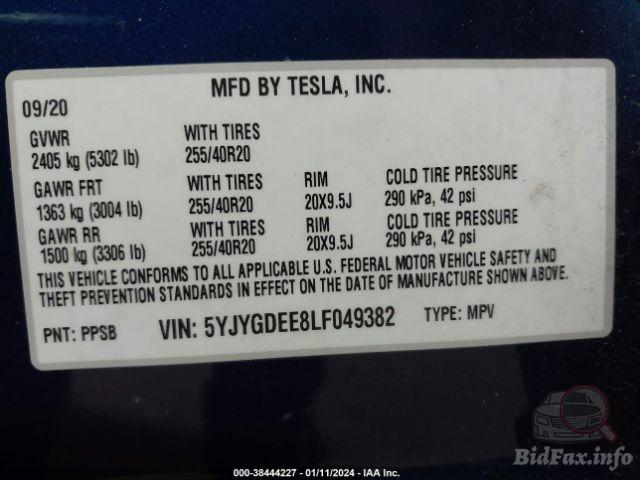 MFD BY TESLA, INC.
09/20
GVWR WITH TIRES
2405 kg (5302 lb) 255/40R20
GAWR FRT WITH TIRES RIM COLD TIRE PRESSURE
1363 kg (3004 lb) 255/40R20 20X9.5J 290 kPa, 42 psi
GAWR RR WITH TIRES RIM COLD TIRE PRESSURE
1500 kg (3306 lb) 255/40R20 20X9.5J 290 kPa, 42 psi
THIS VEHICLE CONFORMS TO ALL APPLICABLE U.S. FEDERAL MOTOR VEHICLE SAFETY AND
THEFT PREVENTION STANDARDS IN EFFECT ON THE DATE OF MANUFACTURE SHOWN ABOVE.
PNT: PPSB VIN: 5YJYGDEE8LF049382 TYPE: MPV
BidFax.info
000-38444227 - 01/11/2024 - IAA Inc.